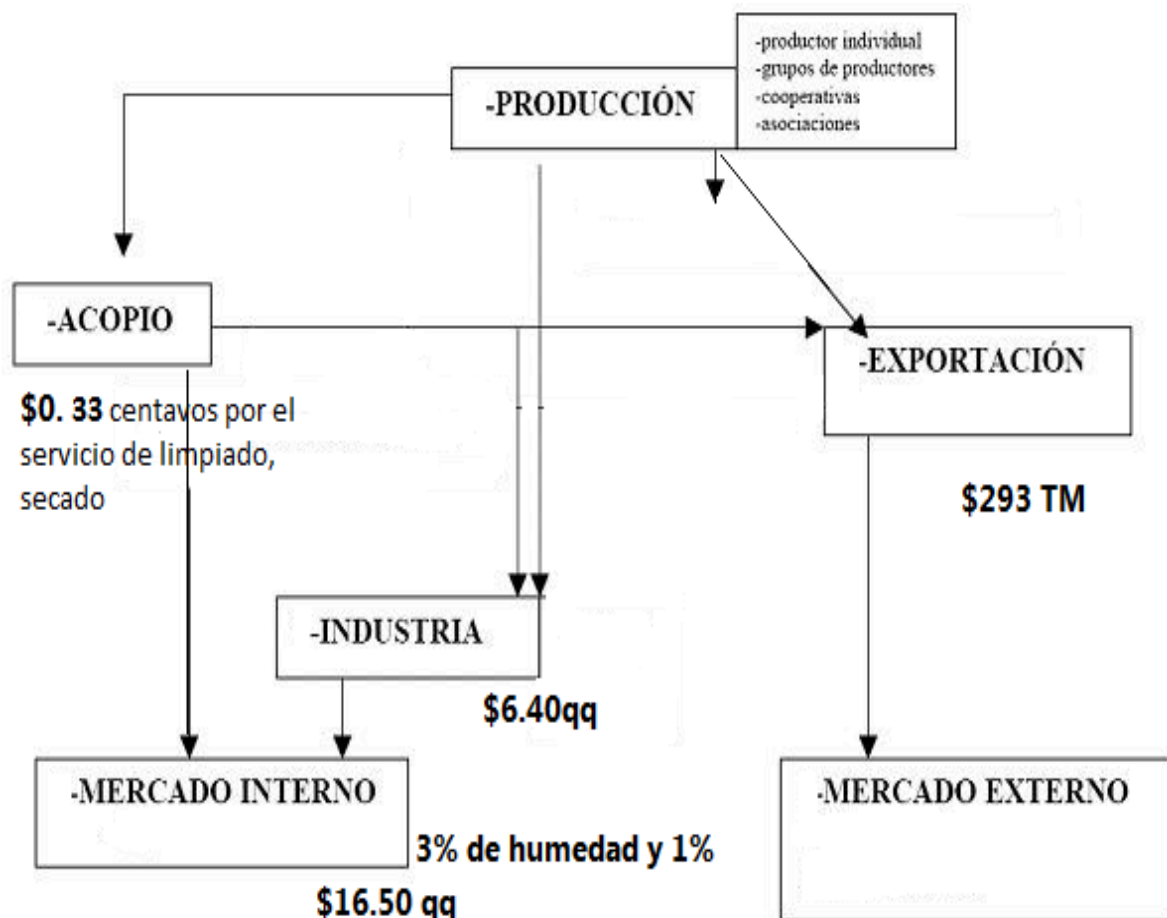 -productor individual
-grupos de productores
-PRODUCCIÓN
-cooperativas
-asociaciones
-ACOPIO
-EXPORTACIÓN
$0. 33 centavos por el
servicio de limpiado,
secado
$293 TM
-INDUSTRIA
$6.40qq
-MERCADO INTERNO
-MERCADO EXTERNO
3% de humedad y 1%
$16.50 qq